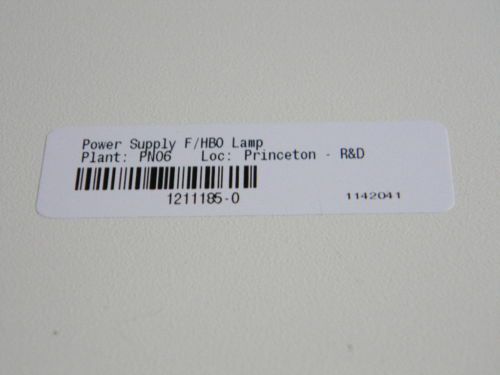 Power Supply F/HBO Lamp
Plant: PN06 Loc: Princeton - R&D
1211185-0 1142041